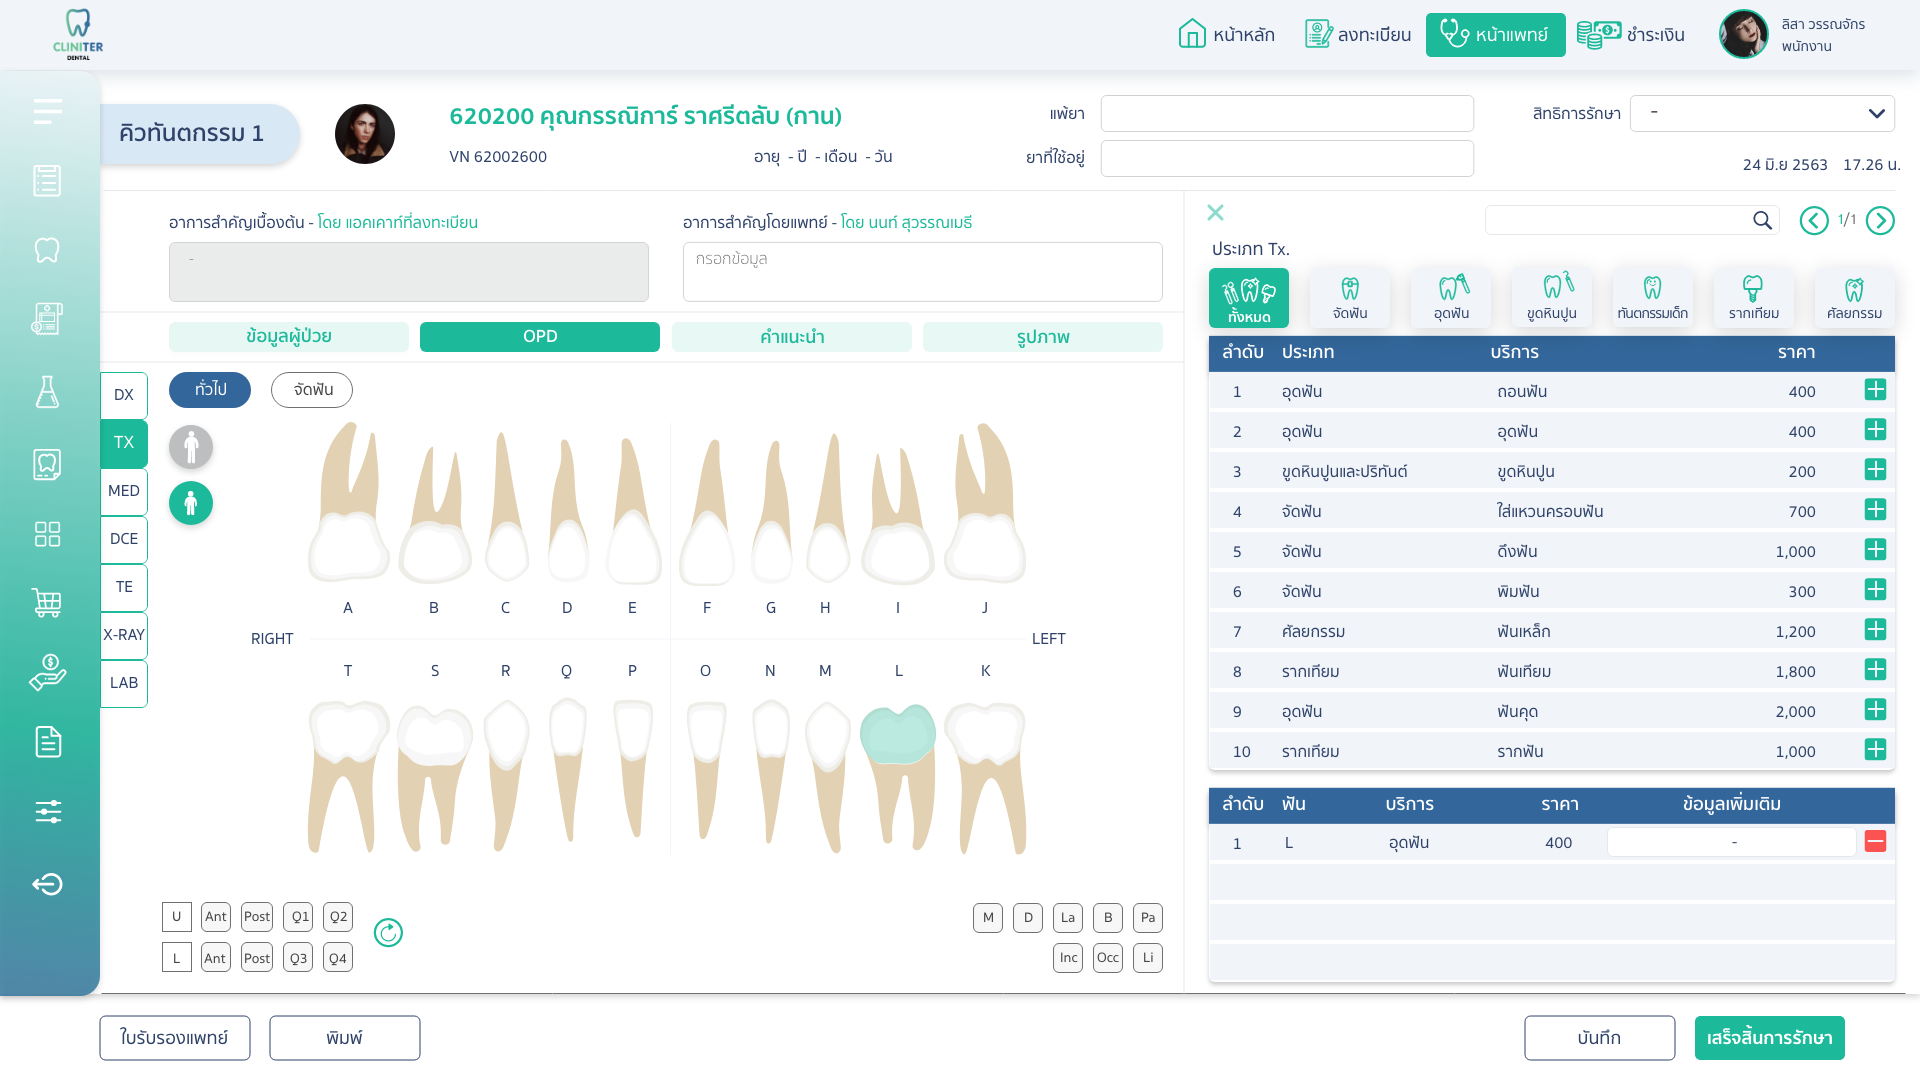 CLINITER
DENTAL
หน้าหลัก
ลงทะเบียน
หน้าแพทย์
ชำระเงิน
ลิสา วรรณจักร
พนักงาน
คิวทันตกรรม 1
620200 คุณกรรณิการ์ ราศรีตลับ (กาน)
VN 62002600
อายุ - ปี - เดือน - วัน
แพ้ยา
ยาที่ใช้อยู่
สิทธิการรักษา
-
24 มิ.ย 2563 17.26 น.
อาการสำคัญเบื้องต้น - โดย แอคเคาท์ที่ลงทะเบียน
-
อาการสำคัญโดยแพทย์ - โดย นนท์ สุวรรณเมธี
กรอกข้อมูล
ข้อมูลผู้ป่วย
OPD
คำแนะนำ
รูปภาพ
DX
TX
MED
DCE
TE
X-RAY
LAB
ทั่วไป
จัดฟัน
A B C D E F G H I J
RIGHT
LEFT
T S R Q P O N M L K
U Ant Post Q1 Q2
L Ant Post Q3 Q4
M D La B Pa
Inc Occ Li
1/1
ประเภท Tx.
ทั้งหมด
จัดฟัน
อุดฟัน
ขูดหินปูน
ทันตกรรมเด็ก
รากเทียม
ศัลยกรรม
ลำดับ ประเภท บริการ ราคา
1 อุดฟัน ถอนฟัน 400
2 อุดฟัน อุดฟัน 400
3 ขูดหินปูนและปริทันต์ ขูดหินปูน 200
4 จัดฟัน ใส่แหวนครอบฟัน 700
5 จัดฟัน ดึงฟัน 1,000
6 จัดฟัน พิมฟัน 300
7 ศัลยกรรม ฟันเหล็ก 1,200
8 รากเทียม ฟันเทียม 1,800
9 อุดฟัน ฟันคุด 2,000
10 รากเทียม รากฟัน 1,000
ลำดับ ฟัน บริการ ราคา ข้อมูลเพิ่มเติม
1 L อุดฟัน 400 -
ใบรับรองแพทย์
พิมพ์
บันทึก
เสร็จสิ้นการรักษา